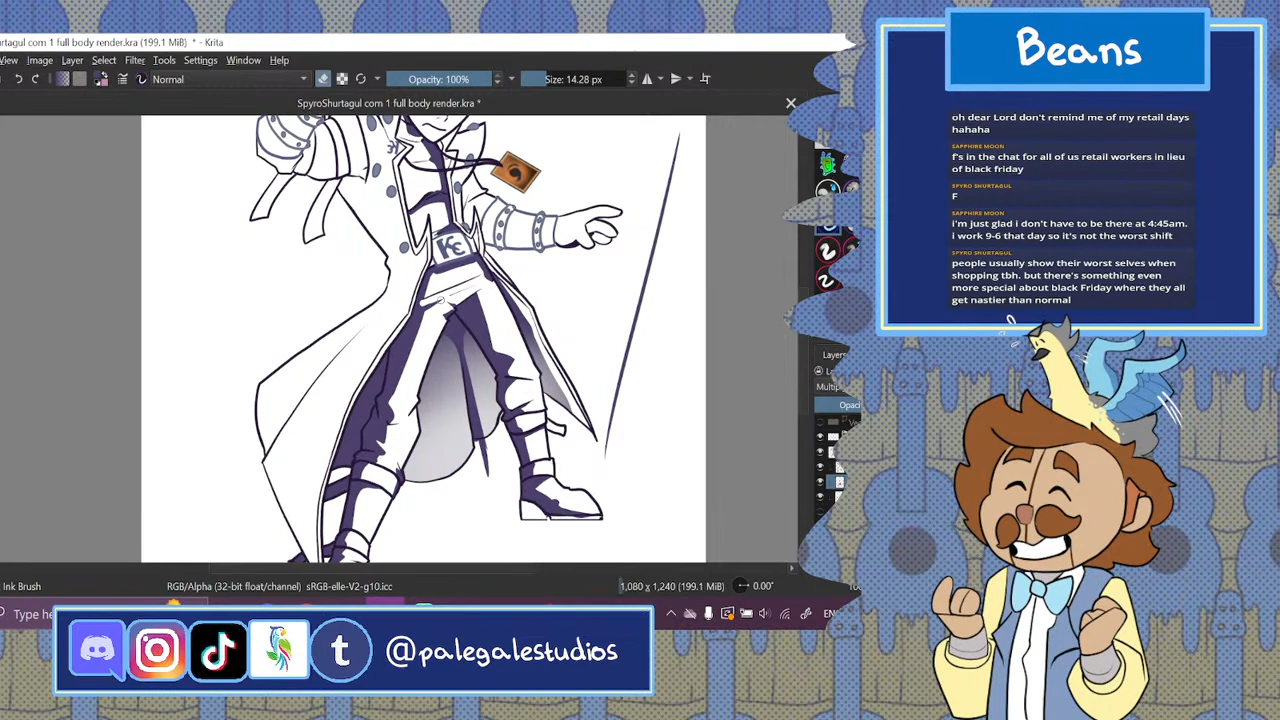 urtagul com 1 full body render.kra (199.1 MiB) * - Krita
View Image Layer Select Filter Tools Settings Window Help
Normal Opacity: 100% Size: 14.28 px
SpyroShurtagul com 1 full body render.kra *
KC
Layers
Multip
Opac
Ink Brush RGB/Alpha (32-bit float/channel) sRGB-elle-V2-g10.icc 1,080 x 1,240 (199.1 MiB) 0.00°
Type he
@palegalestudios
Beans
oh dear Lord don't remind me of my retail days
hahaha
SAPPHIRE MOON
f's in the chat for all of us retail workers in lieu
of black friday
SPYRO SHURTAGUL
F
SAPPHIRE MOON
i'm just glad i don't have to be there at 4:45am.
i work 9-6 that day so it's not the worst shift
SPYRO SHURTAGUL
people usually show their worst selves when
shopping tbh. but there's something even
more special about black Friday where they all
get nastier than normal